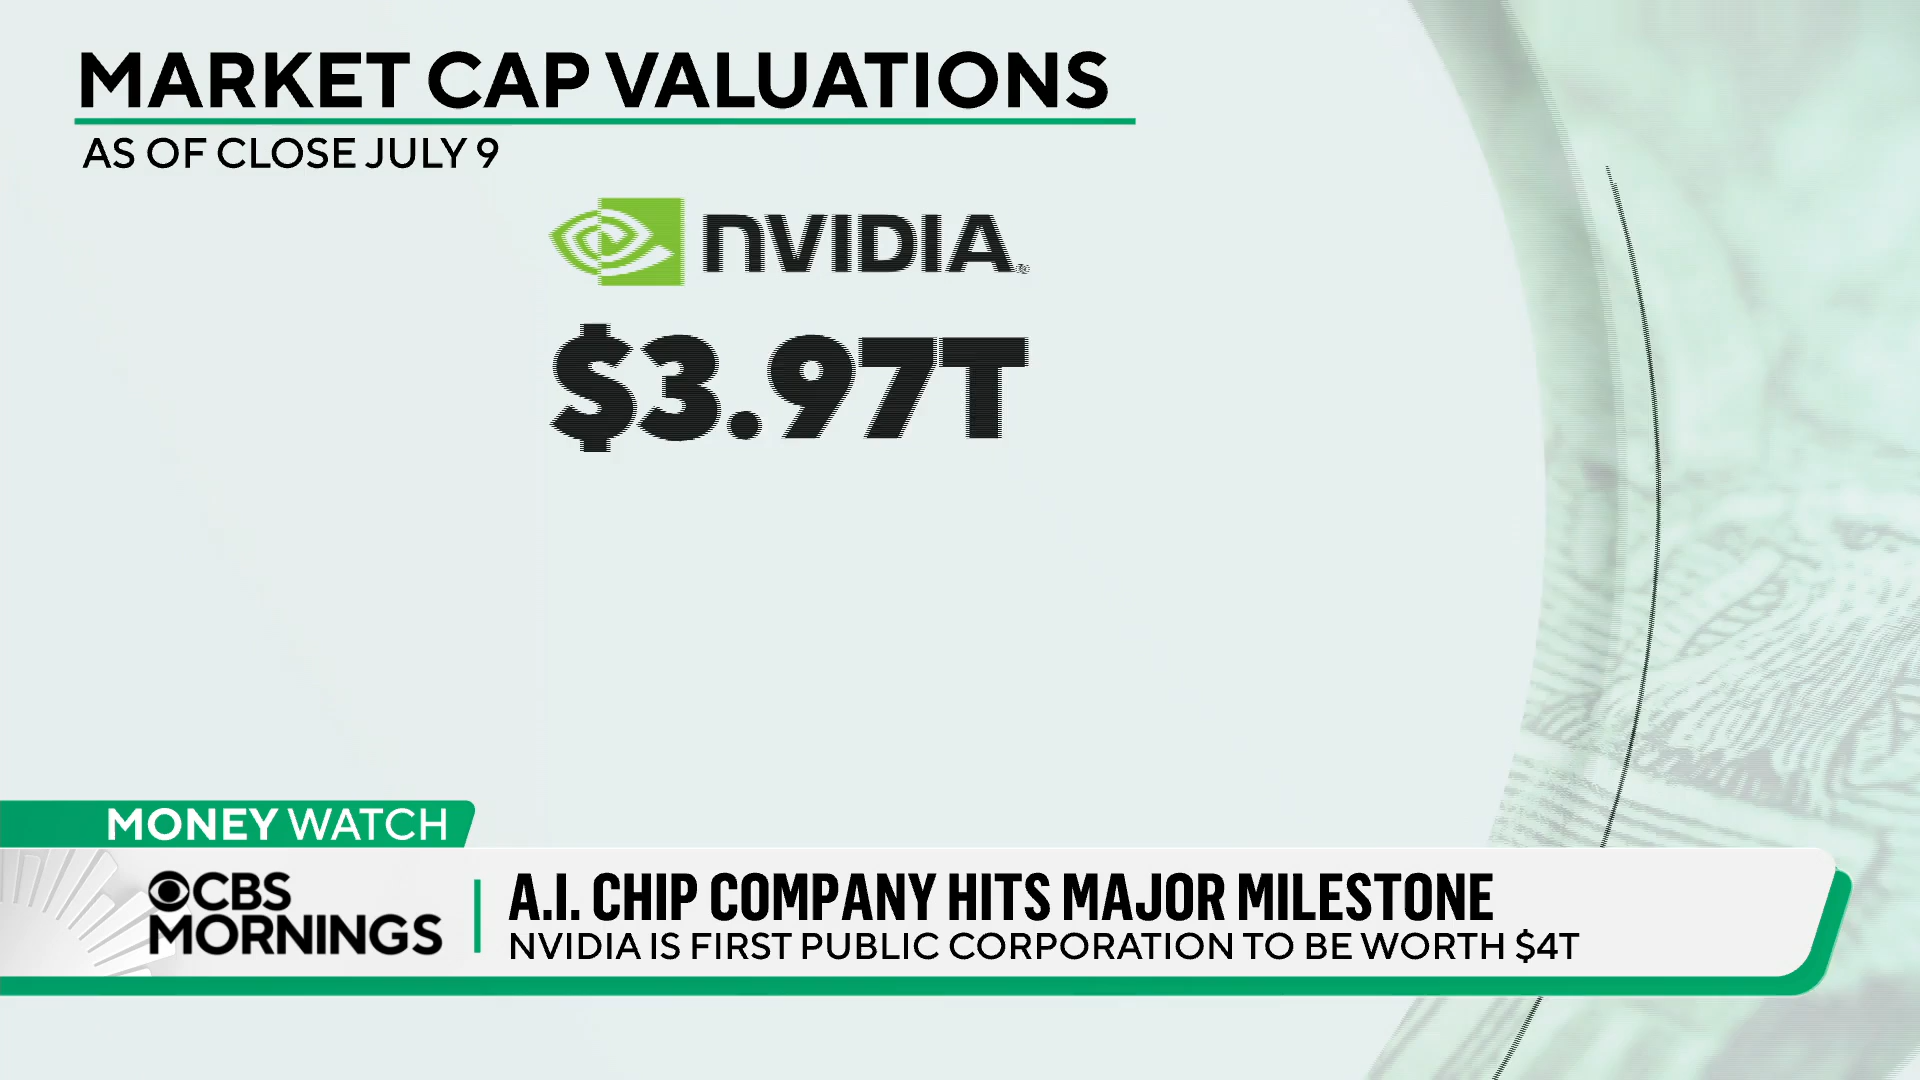 MARKET CAP VALUATIONS
AS OF CLOSE JULY 9
NVIDIA
$3.97T
MONEY WATCH
CBS
MORNINGS
A.I. CHIP COMPANY HITS MAJOR MILESTONE
NVIDIA IS FIRST PUBLIC CORPORATION TO BE WORTH $4T